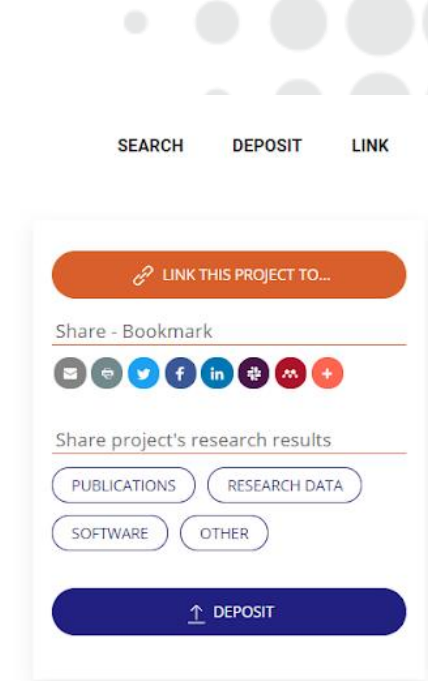 SEARCH DEPOSIT LINK
LINK THIS PROJECT TO...
Share - Bookmark
Share project's research results
PUBLICATIONS RESEARCH DATA
SOFTWARE OTHER
DEPOSIT